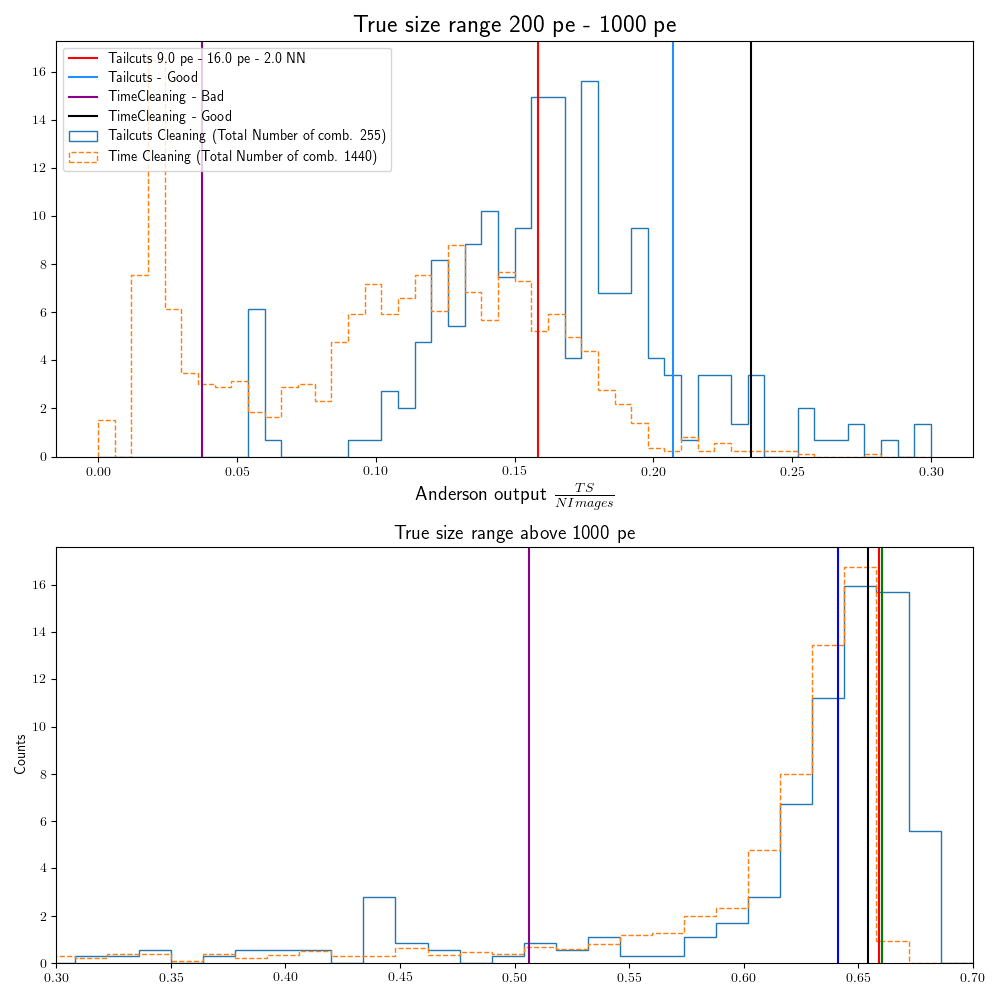 True size range 200 pe - 1000 pe
16
14
12
10
8
6
4
2
0
Tailcuts 9.0 pe - 16.0 pe - 2.0 NN
Tailcuts - Good
TimeCleaning - Bad
TimeCleaning - Good
Tailcuts Cleaning (Total Number of comb. 255)
Time Cleaning (Total Number of comb. 1440)
0.00 0.05 0.10 0.15 0.20 0.25 0.30
Anderson output TS/NImages
True size range above 1000 pe
Counts
16
14
12
10
8
6
4
2
0
0.30 0.35 0.40 0.45 0.50 0.55 0.60 0.65 0.70